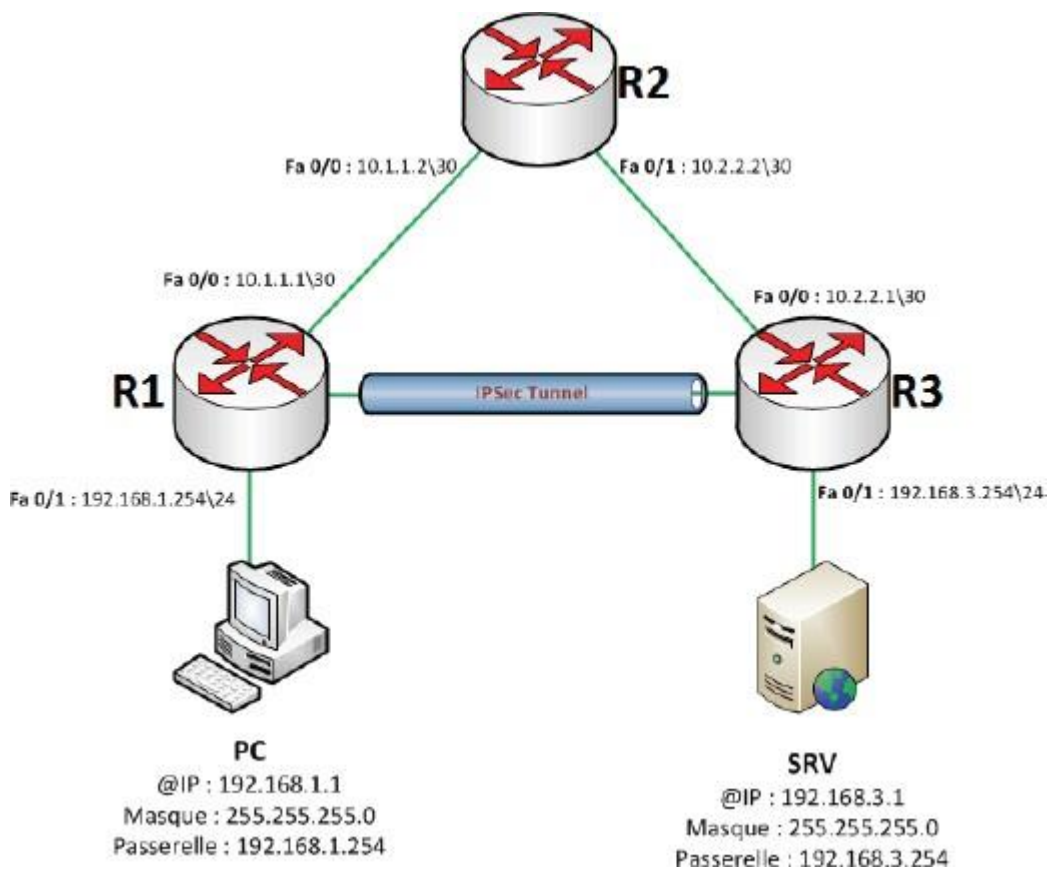 R2
Fa 0/0 : 10.1.1.2\30
Fa 0/1 : 10.2.2.2\30
Fa 0/0 : 10.1.1.1\30
Fa 0/0 : 10.2.2.1\30
R1
IPSec Tunnel
R3
Fa 0/1 : 192.168.1.254\24
Fa 0/1 : 192.168.3.254\24
PC
@IP : 192.168.1.1
Masque : 255.255.255.0
Passerelle : 192.168.1.254
SRV
@IP : 192.168.3.1
Masque : 255.255.255.0
Passerelle : 192.168.3.254